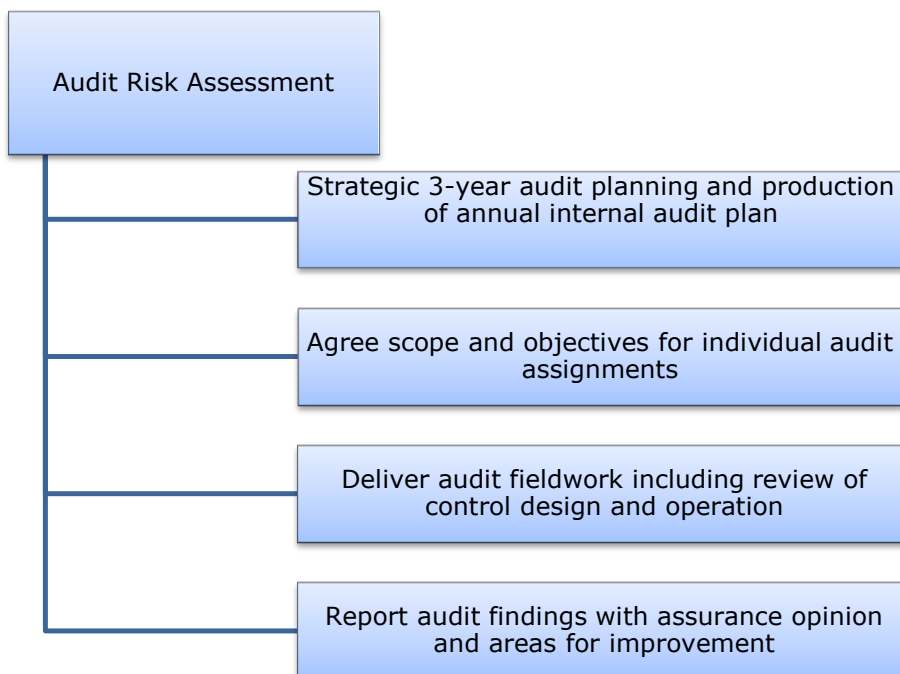 Audit Risk Assessment
Strategic 3-year audit planning and production
of annual internal audit plan
Agree scope and objectives for individual audit
assignments
Deliver audit fieldwork including review of
control design and operation
Report audit findings with assurance opinion
and areas for improvement